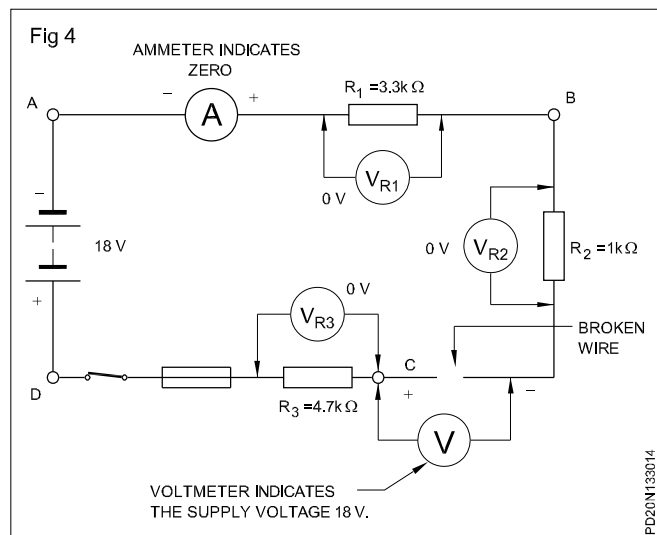 Fig 4
AMMETER INDICATES
ZERO
A
−
A
+
R1 =3.3k Ω
B
VR1
0 V
−
18 V
+
0 V
VR2
R2 =1k Ω
0 V
VR3
BROKEN
WIRE
D
R3 =4.7k Ω
C
+
−
V
VOLTMETER INDICATES
THE SUPPLY VOLTAGE 18 V.
PD20N133014